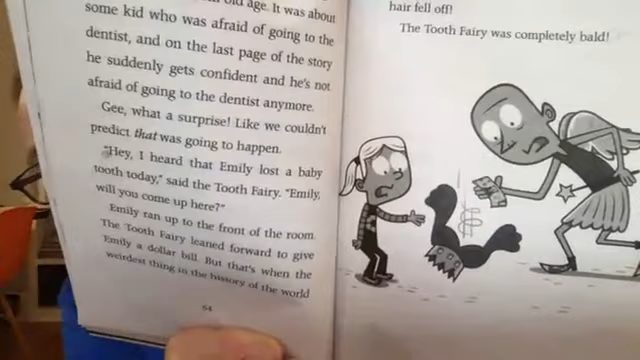 old age. It was about
some kid who was afraid of going to the
dentist, and on the last page of the story
he suddenly gets confident and he's not
afraid of going to the dentist anymore.
Gee, what a surprise! Like we couldn't
predict that was going to happen.
"Hey, I heard that Emily lost a baby
tooth today," said the Tooth Fairy. "Emily,
will you come up here?"
Emily ran up to the front of the room.
The Tooth Fairy leaned forward to give
Emily a dollar bill. But that's when the
weirdest thing in the history of the world
64
hair fell off!
The Tooth Fairy was completely bald!